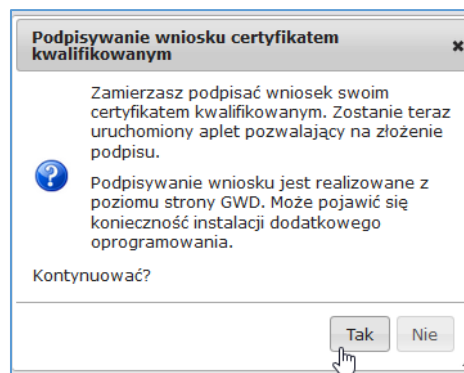 Podpisywanie wniosku certyfikatem
kwalifikowanym
Zamierzasz podpisać wniosek swoim
certyfikatem kwalifikowanym. Zostanie teraz
uruchomiony aplet pozwalający na złożenie
podpisu.
Podpisywanie wniosku jest realizowane z
poziomu strony GWD. Może pojawić się
konieczność instalacji dodatkowego
oprogramowania.
Kontynuować?
Tak Nie